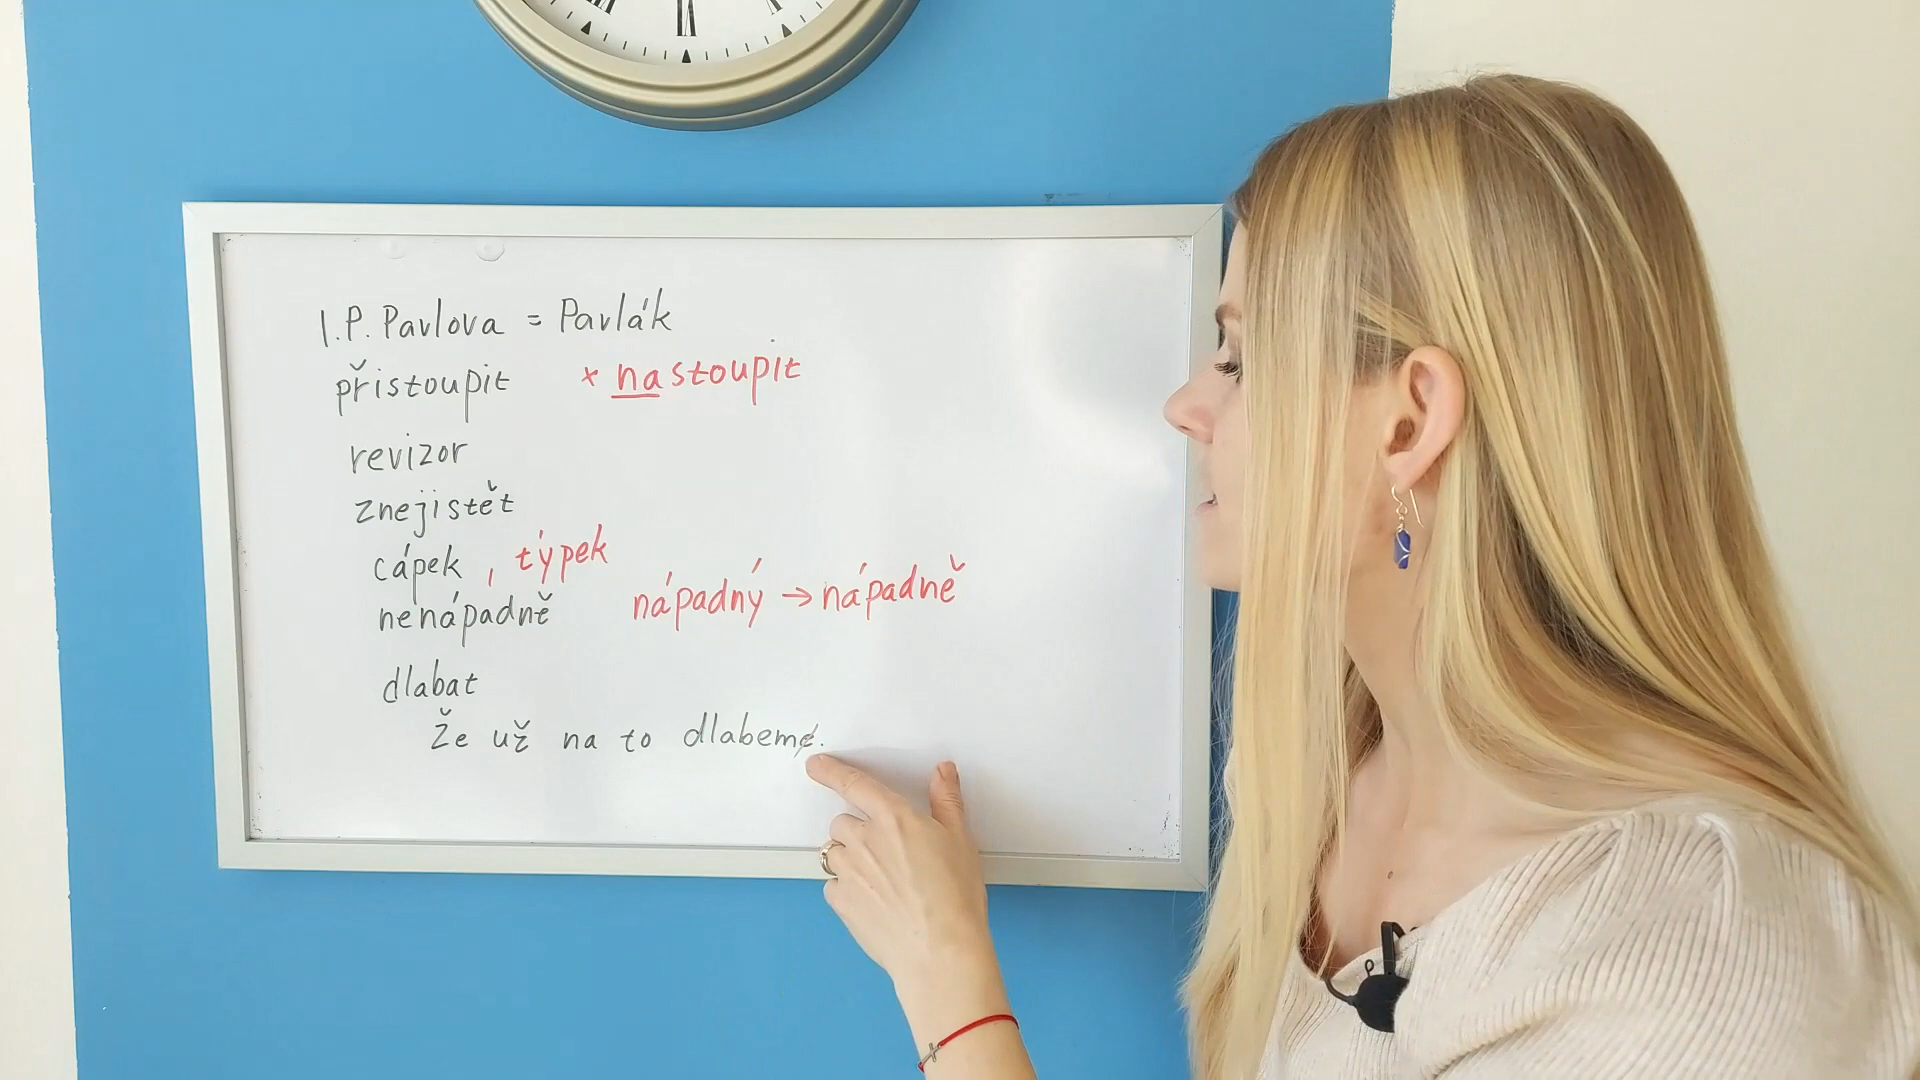 I.P. Pavlova = Pavlák
přistoupit × nastoupit
revizor
znejistět
cápek , týpek
nenápadně nápadný → nápadně
dlabat
Že už na to dlabeme.